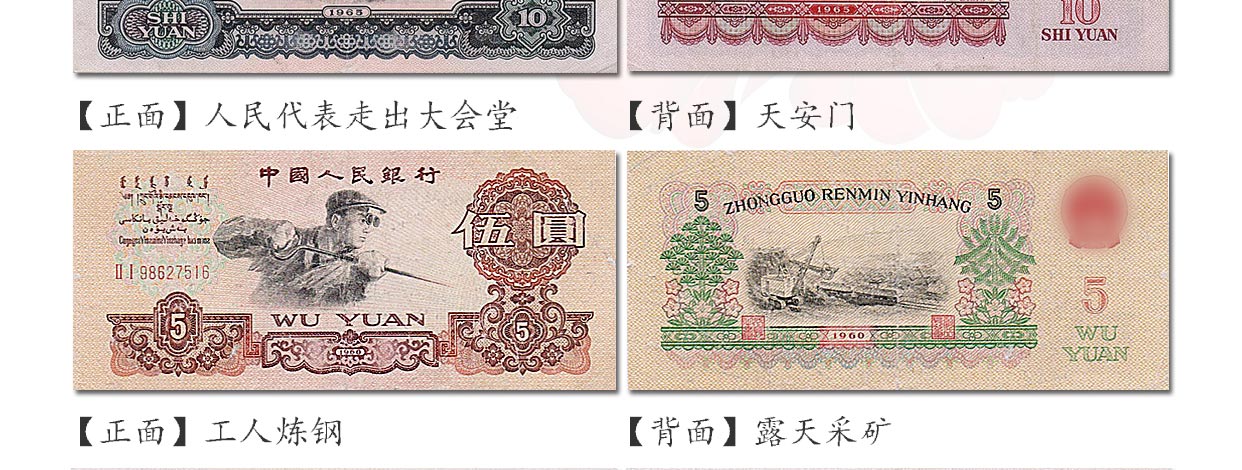 SHI
YUAN
1965
10
1965
10
SHI YUAN
【正面】人民代表走出大会堂
【背面】天安门
中國人民銀行
伍圓
ⅡⅠ98627516
5
WU YUAN
5
1960
5
ZHONGGUO RENMIN YINHANG
5
5
WU
YUAN
1960
【正面】工人炼钢
【背面】露天采矿